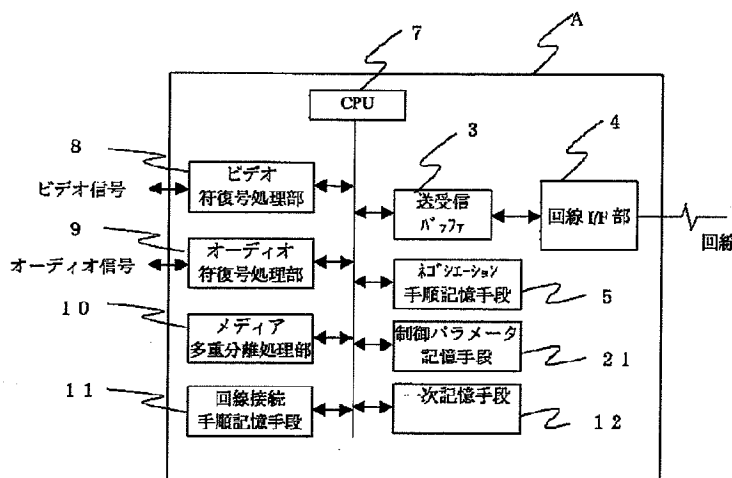 A
7
CPU
3
4
8
ビデオ
符復号処理部
ビデオ信号
送受信
バッファ
回線 I/F 部
回線
9
オーディオ
符復号処理部
オーディオ信号
ネゴシエーション
手順記憶手段
5
10
メディア
多重分離処理部
制御パラメータ
記憶手段
21
11
回線接続
手順記憶手段
一次記憶手段
12